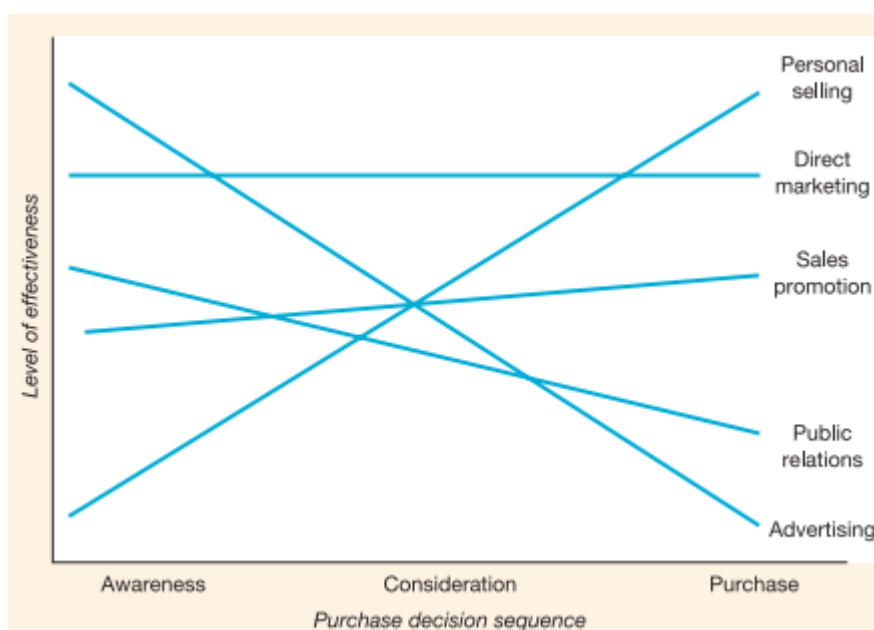 Personal
selling
Direct
marketing
Sales
promotion
Public
relations
Advertising
Level of effectiveness
Awareness
Consideration
Purchase
Purchase decision sequence